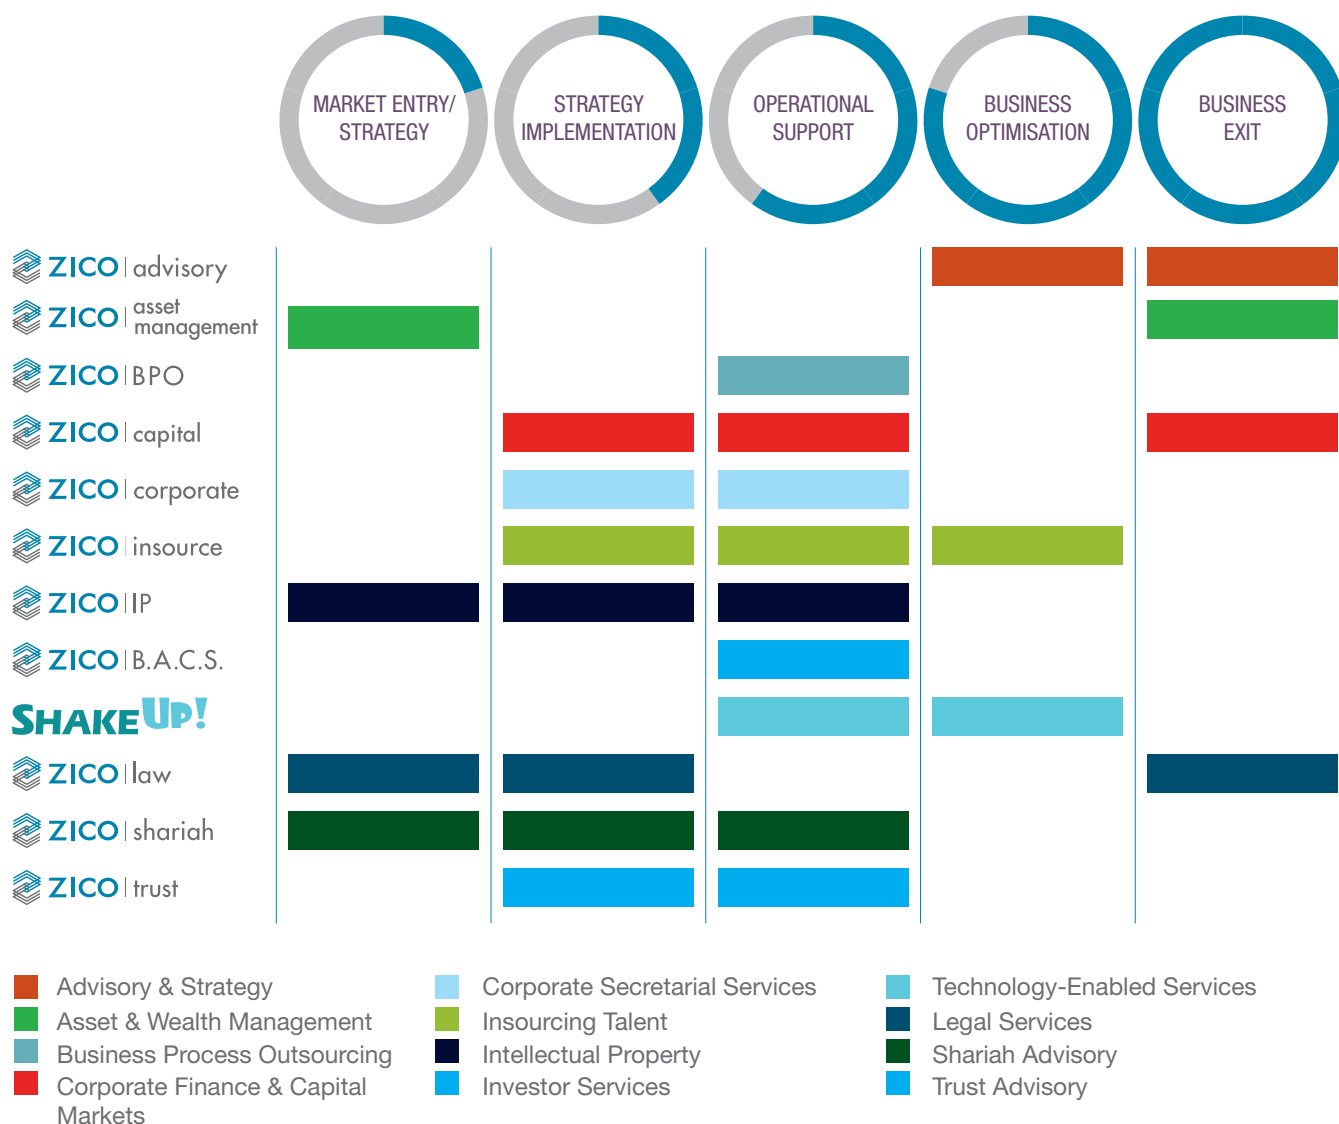 MARKET ENTRY/
STRATEGY
STRATEGY
IMPLEMENTATION
OPERATIONAL
SUPPORT
BUSINESS
OPTIMISATION
BUSINESS
EXIT
ZICO advisory
ZICO asset
management
ZICO BPO
ZICO capital
ZICO corporate
ZICO insource
ZICO IP
ZICO B.A.C.S.
SHAKEUP!
ZICO law
ZICO shariah
ZICO trust
Advisory & Strategy
Asset & Wealth Management
Business Process Outsourcing
Corporate Finance & Capital
Markets
Corporate Secretarial Services
Insourcing Talent
Intellectual Property
Investor Services
Technology-Enabled Services
Legal Services
Shariah Advisory
Trust Advisory